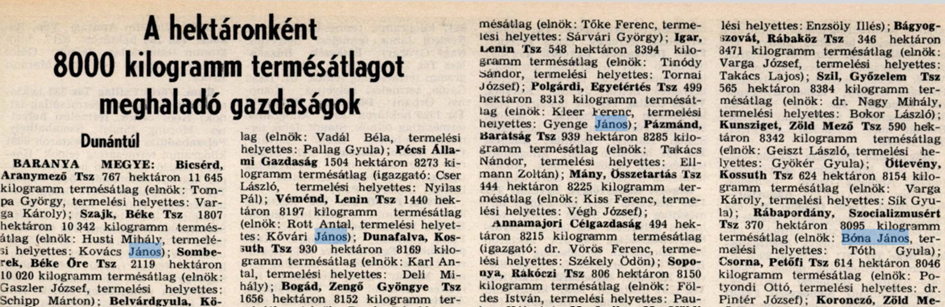 A hektáronként
8000 kilogramm termésátlagot
meghaladó gazdaságok
Dunántúl
BARANYA MEGYE: Bicsérd,
Aranymező Tsz 767 hektáron 11 645
kilogramm termésátlag (elnök: Tom-
pa György, termelési helyettes: Var-
ga Károly); Szajk, Béke Tsz 1807
hektáron 10 342 kilogramm termés-
átlag (elnök: Husti Mihály, termelé-
si helyettes: Kovács János); Sombe-
rek, Béke Őre Tsz 2119 hektáron
10 020 kilogramm termésátlag (elnök:
Gaszler József, termelési helyettes:
Schipp Márton); Belvárdgyula, Kö-
lag (elnök: Vadál Béla, termelési
helyettes: Pallag Gyula); Pécsi Álla-
mi Gazdaság 1504 hektáron 8273 ki-
logramm termésátlag (igazgató: Cser
László, termelési helyettes: Nyilas
Pál); Véménd, Lenin Tsz 1440 hek-
táron 8197 kilogramm termésátlag
(elnök: Rott Antal, termelési helyet-
tes: Kővári János); Dunafalva, Kos-
suth Tsz 930 hektáron 8169 kilo-
gramm termésátlag (elnök: Karl An-
tal, termelési helyettes: Deli Mi-
hály); Bogád, Zengő Gyöngye Tsz
1656 hektáron 8152 kilogramm ter-
mésátlag (elnök: Tőke Ferenc, terme-
lési helyettes: Sárvári György); Igar,
Lenin Tsz 548 hektáron 8394 kilo-
gramm termésátlag (elnök: Tinódy
Sándor, termelési helyettes: Tornai
József); Polgárdi, Egyetértés Tsz 499
hektáron 8313 kilogramm termésát-
lag (elnök: Kleer Ferenc, termelési
helyettes: Gyenge János); Pázmánd,
Barátság Tsz 939 hektáron 8285 kilo-
gramm termésátlag (elnök: Takács
Nándor, termelési helyettes: Ell-
mann Zoltán); Mány, Összetartás Tsz
444 hektáron 8225 kilogramm ter-
mésátlag (elnök: Kiss Ferenc, terme-
lési helyettes: Végh József);
Annamajori Célgazdaság 494 hek-
táron 8215 kilogramm termésátlag
(igazgató: dr. Vörös Ferenc, terme-
lési helyettes: Székely Ödön); Sopo-
nya, Rákóczi Tsz 806 hektáron 8150
kilogramm termésátlag (elnök: Föl-
des István, termelési helyettes: Pau-
lési helyettes: Enzsöly Illés); Bágyog-
szovát, Rábaköz Tsz 346 hektáron
8471 kilogramm termésátlag (elnök:
Varga József, termelési helyettes:
Takács Lajos); Szil, Győzelem Tsz
565 hektáron 8384 kilogramm ter-
mésátlag (elnök: dr. Nagy Mihály,
termelési helyettes: Bokor László);
Kunsziget, Zöld Mező Tsz 590 hek-
táron 8342 kilogramm termésátlag
(elnök: Geiszt László, termelési he-
lyettes: Gyökér Gyula); Öttevény,
Kossuth Tsz 624 hektáron 8154 kilo-
gramm termésátlag (elnök: Varga
Károly, termelési helyettes: Sik Gyu-
la); Rábapordány, Szocializmusért
Tsz 370 hektáron 8095 kilogramm
termésátlag (elnök: Bóna János, ter-
melési helyettes: Tóth Gyula);
Csorna, Petőfi Tsz 614 hektáron 8046
kilogramm termésátlag (elnök: Po-
tyondi Ottó, termelési helyettes: dr.
Pintér József); Koroncó, Zöld Me